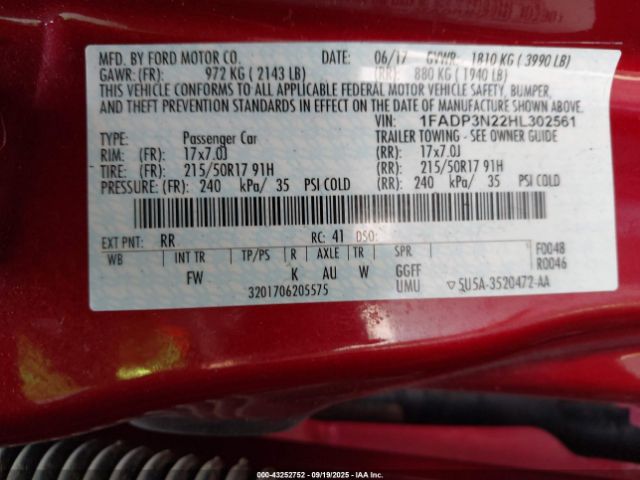 MFD. BY FORD MOTOR CO. DATE: 06/17 GVWR: 1810 KG ( 3990 LB)
GAWR: (FR): 972 KG ( 2143 LB) (RR): 880 KG ( 1940 LB)
THIS VEHICLE CONFORMS TO ALL APPLICABLE FEDERAL MOTOR VEHICLE SAFETY, BUMPER,
AND THEFT PREVENTION STANDARDS IN EFFECT ON THE DATE OF MANUFACTURE SHOWN ABOVE.
VIN: 1FADP3N22HL302561
TYPE: Passenger Car TRAILER TOWING - SEE OWNER GUIDE
RIM: (FR): 17x7.0J (RR): 17x7.0J
TIRE: (FR): 215/50R17 91H (RR): 215/50R17 91H
PRESSURE: (FR): 240 kPa/ 35 PSI COLD (RR): 240 kPa/ 35 PSI COLD
EXT PNT: RR RC: 41 DSO:
WB INT TR TP/PS R AXLE TR SPR F0048
FW K AU W GGFF R0046
3201706205575 UMU ▽ 5U5A-3520472-AA
000-43252752 09/19/2025 IAA Inc.